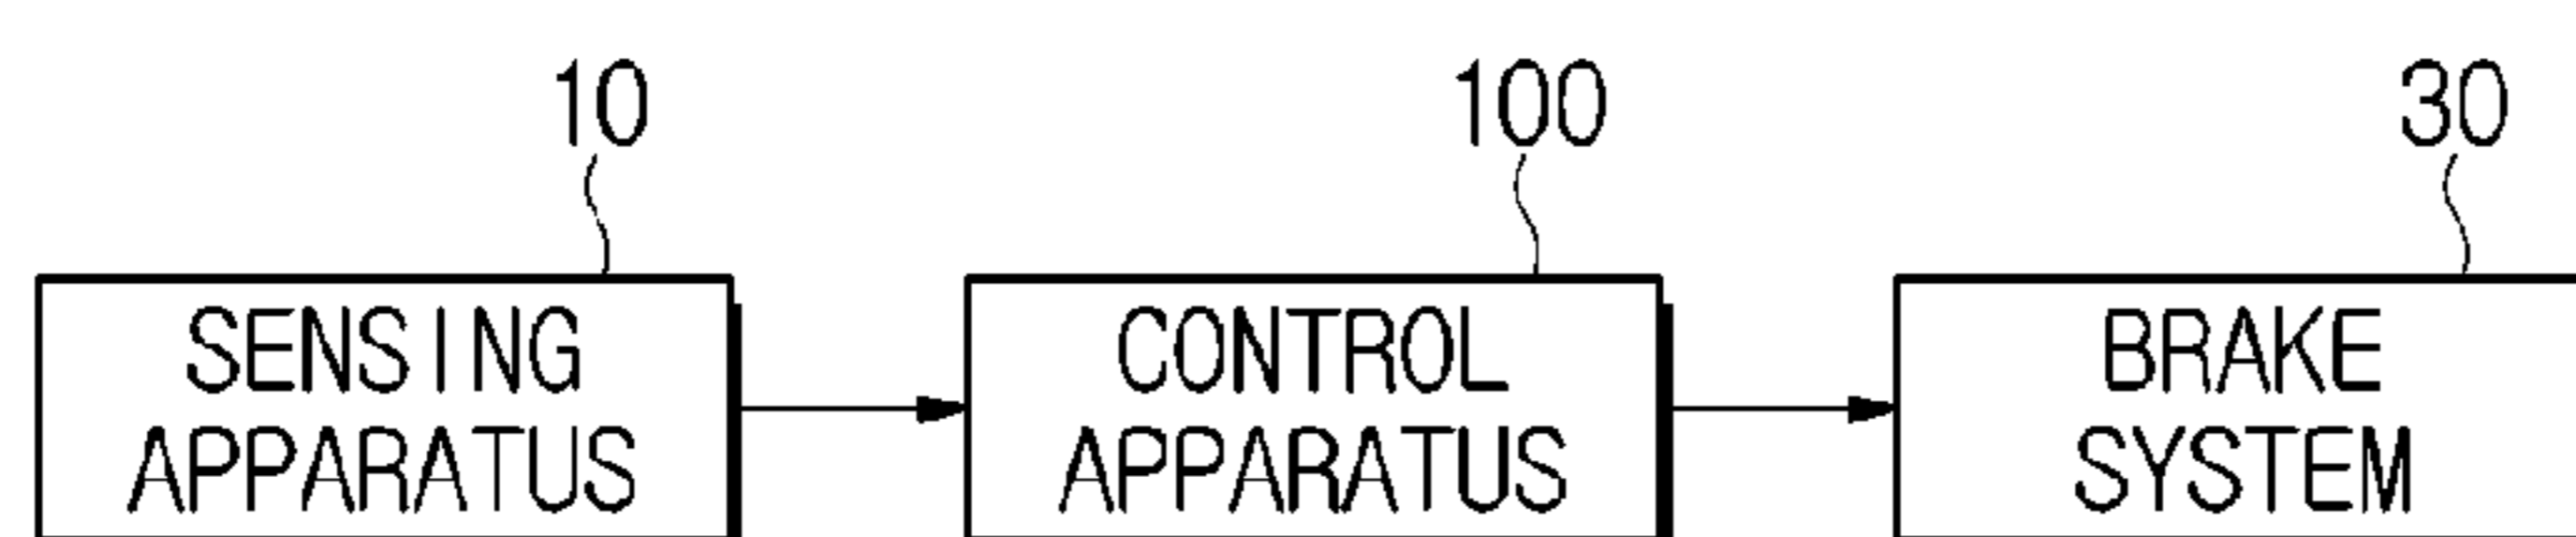 10
100
30
SENSING
APPARATUS
CONTROL
APPARATUS
BRAKE
SYSTEM